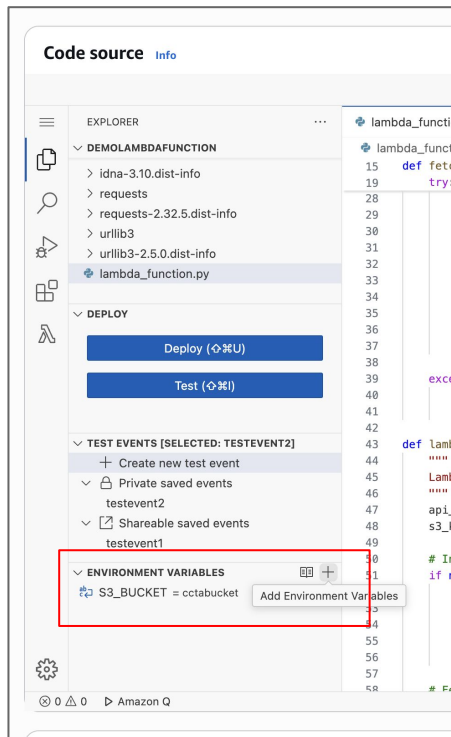 Code source Info
EXPLORER ...
DEMOLAMBDAFUNCTION
idna-3.10.dist-info
requests
requests-2.32.5.dist-info
urllib3
urllib3-2.5.0.dist-info
lambda_function.py
DEPLOY
Deploy (⇧⌘U)
Test (⇧⌘I)
TEST EVENTS [SELECTED: TESTEVENT2]
+ Create new test event
Private saved events
testevent2
Shareable saved events
testevent1
ENVIRONMENT VARIABLES
S3_BUCKET = cctabucket
Add Environment Variables
0 0 Amazon Q
lambda_functi
lambda_funct
15 def fetc
19 try:
28
29
30
31
32
33
34
35
36
37
38
39 exce
40
41
42
43 def lamb
44 """
45 Lamb
46 """
47 api_
48 s3_
49
50 # In
51 if
53
54
55
56
57
58 # Fe